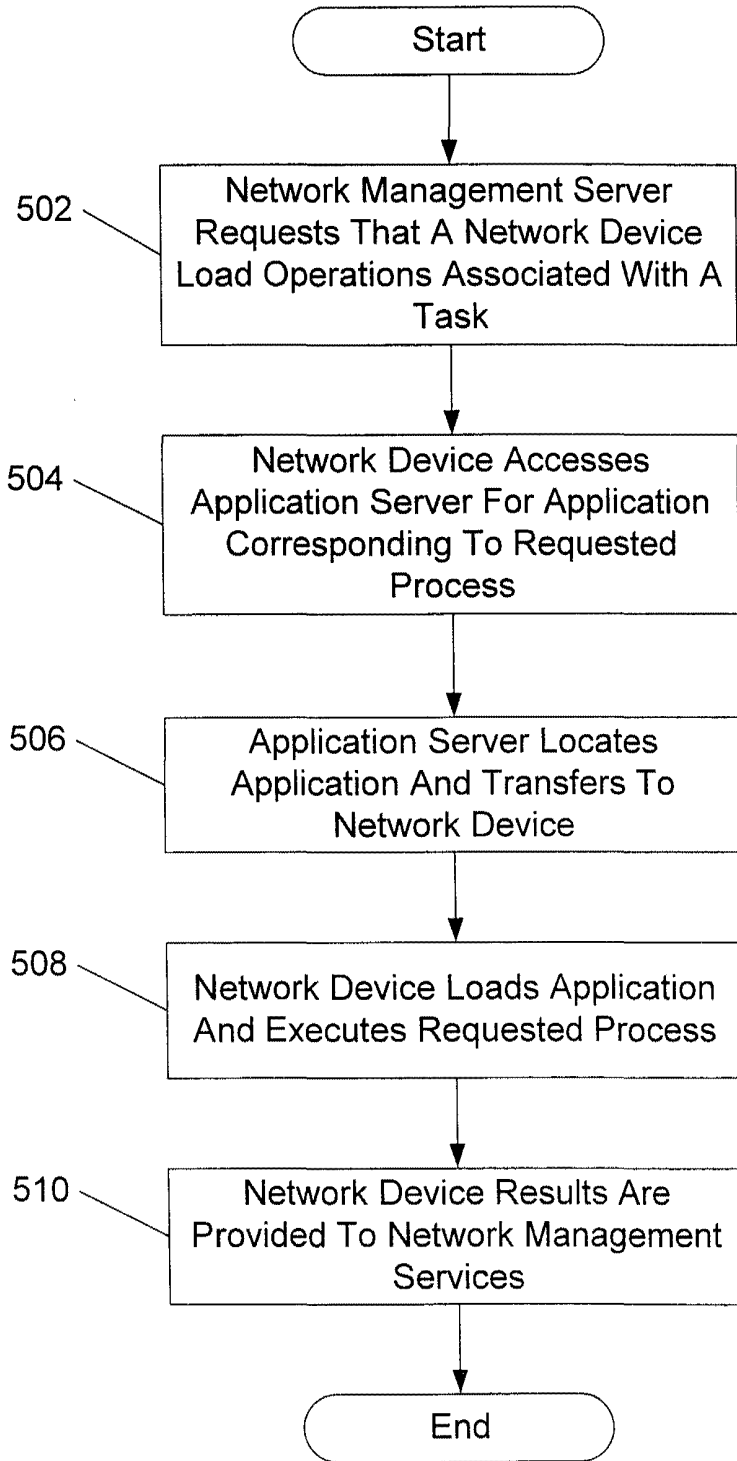 Start
502
Network Management Server
Requests That A Network Device
Load Operations Associated With A
Task
504
Network Device Accesses
Application Server For Application
Corresponding To Requested
Process
506
Application Server Locates
Application And Transfers To
Network Device
508
Network Device Loads Application
And Executes Requested Process
510
Network Device Results Are
Provided To Network Management
Services
End